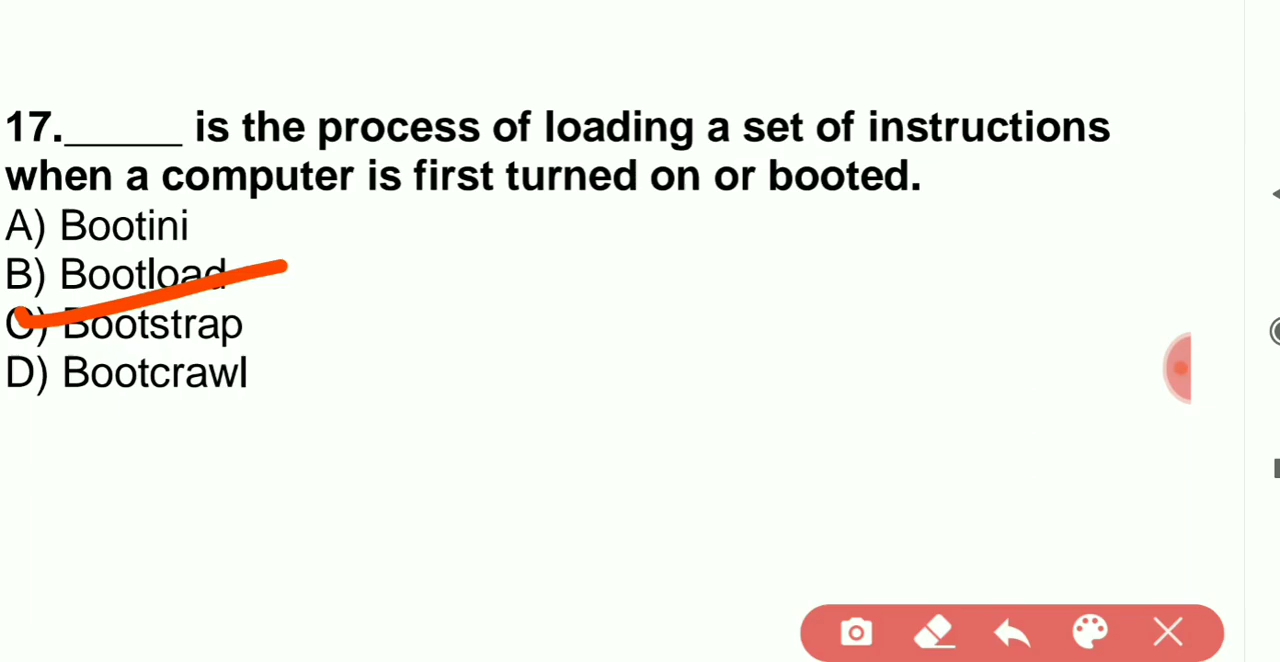 17._____ is the process of loading a set of instructions
when a computer is first turned on or booted.
A) Bootini
B) Bootload
C) Bootstrap
D) Bootcrawl